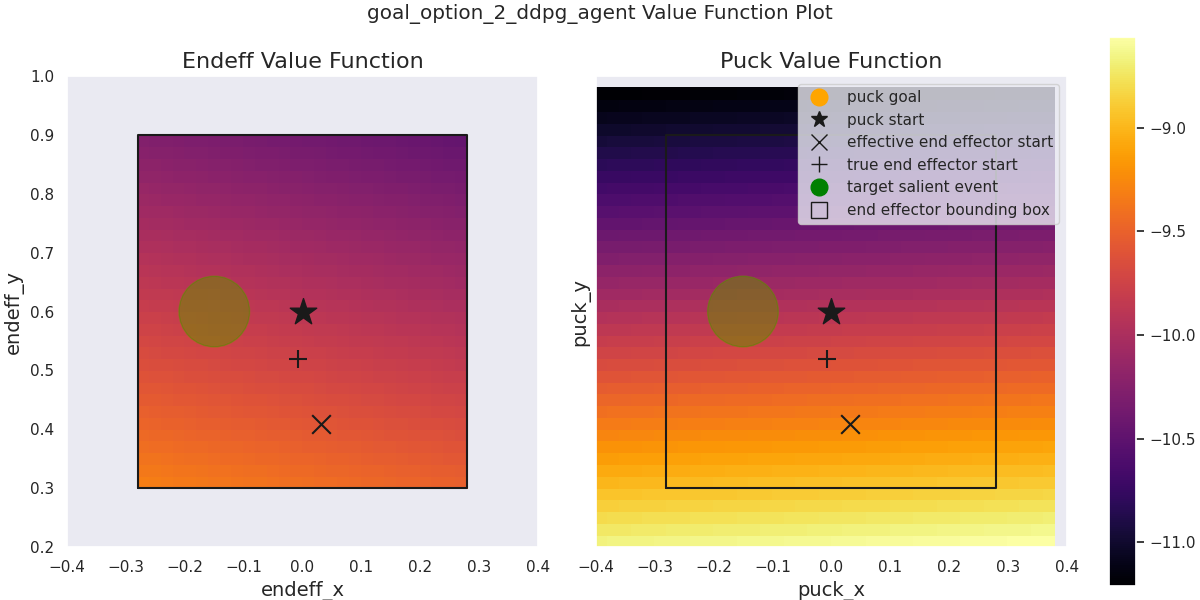 goal_option_2_ddpg_agent Value Function Plot
Endeff Value Function
Puck Value Function
1.0
0.9
0.8
0.7
0.6
0.5
0.4
0.3
0.2
endeff_y
−0.4 −0.3 −0.2 −0.1 0.0 0.1 0.2 0.3 0.4
endeff_x
puck_y
puck goal
puck start
effective end effector start
true end effector start
target salient event
end effector bounding box
−0.4 −0.3 −0.2 −0.1 0.0 0.1 0.2 0.3 0.4
puck_x
−9.0
−9.5
−10.0
−10.5
−11.0